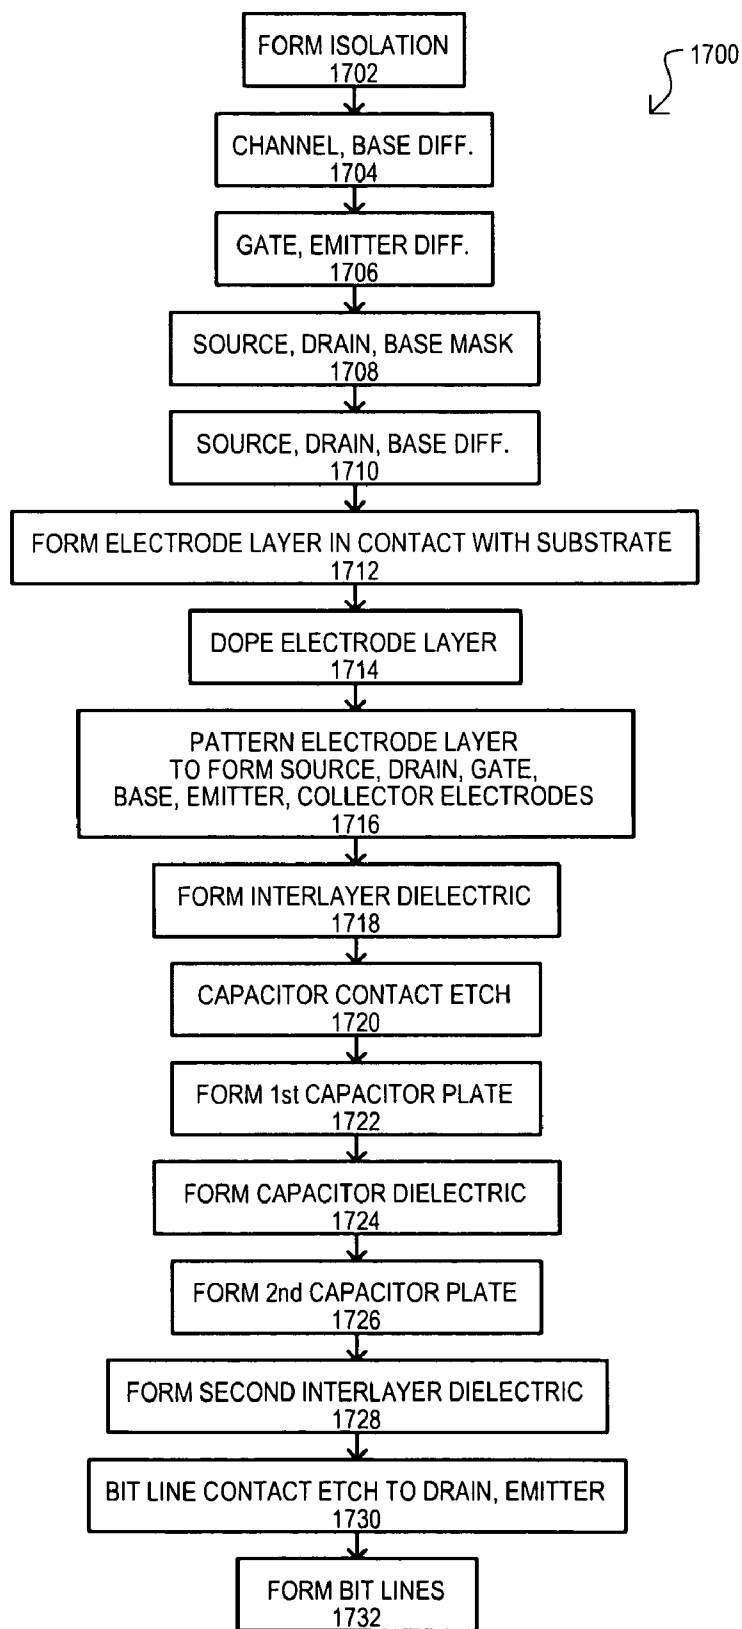 FORM ISOLATION
1702
1700
CHANNEL, BASE DIFF.
1704
GATE, EMITTER DIFF.
1706
SOURCE, DRAIN, BASE MASK
1708
SOURCE, DRAIN, BASE DIFF.
1710
FORM ELECTRODE LAYER IN CONTACT WITH SUBSTRATE
1712
DOPE ELECTRODE LAYER
1714
PATTERN ELECTRODE LAYER
TO FORM SOURCE, DRAIN, GATE,
BASE, EMITTER, COLLECTOR ELECTRODES
1716
FORM INTERLAYER DIELECTRIC
1718
CAPACITOR CONTACT ETCH
1720
FORM 1st CAPACITOR PLATE
1722
FORM CAPACITOR DIELECTRIC
1724
FORM 2nd CAPACITOR PLATE
1726
FORM SECOND INTERLAYER DIELECTRIC
1728
BIT LINE CONTACT ETCH TO DRAIN, EMITTER
1730
FORM BIT LINES
1732